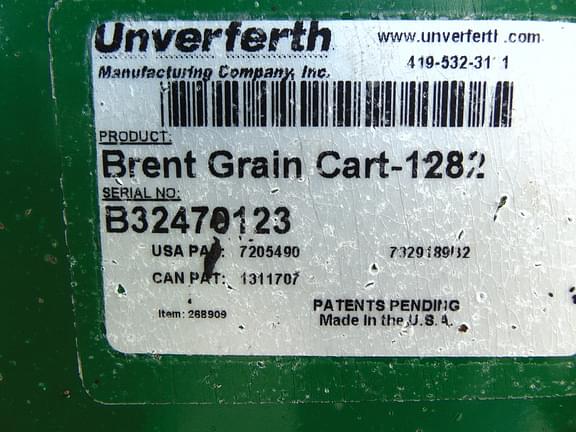 Unverferth
www.unverferth.com
Manufacturing Company, Inc.
PRODUCT:
Brent Grain Cart-1282
SERIAL NO:
B32470123
USA PAT: 7205490
CAN PAT: 1311707
Item: 268909
PATENTS PENDING
Made in the U.S.A.